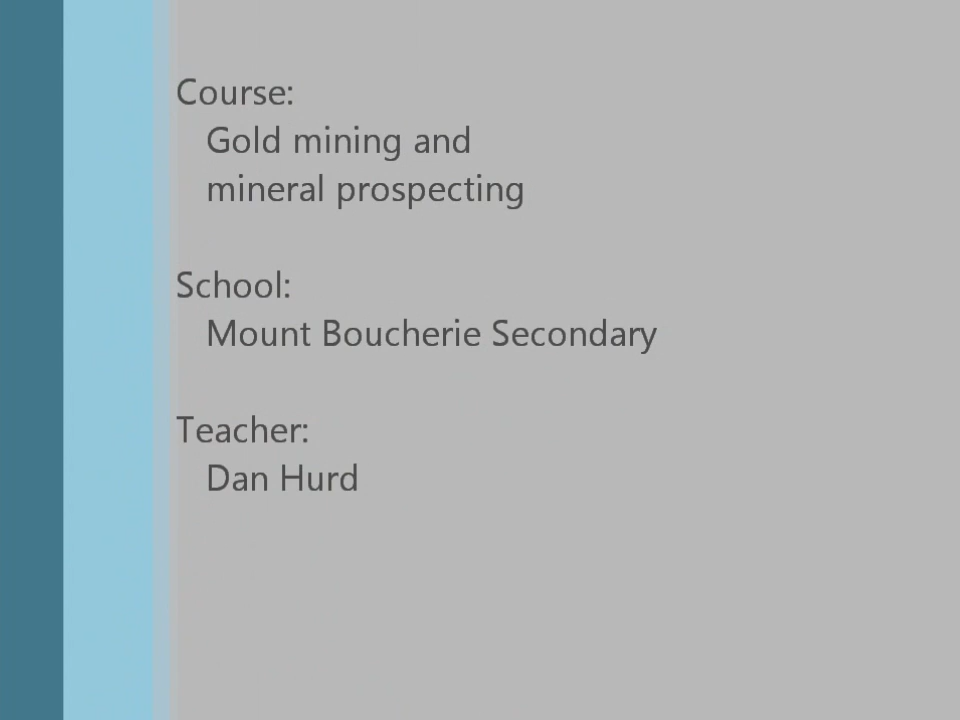 Course:
Gold mining and
mineral prospecting
School:
Mount Boucherie Secondary
Teacher:
Dan Hurd